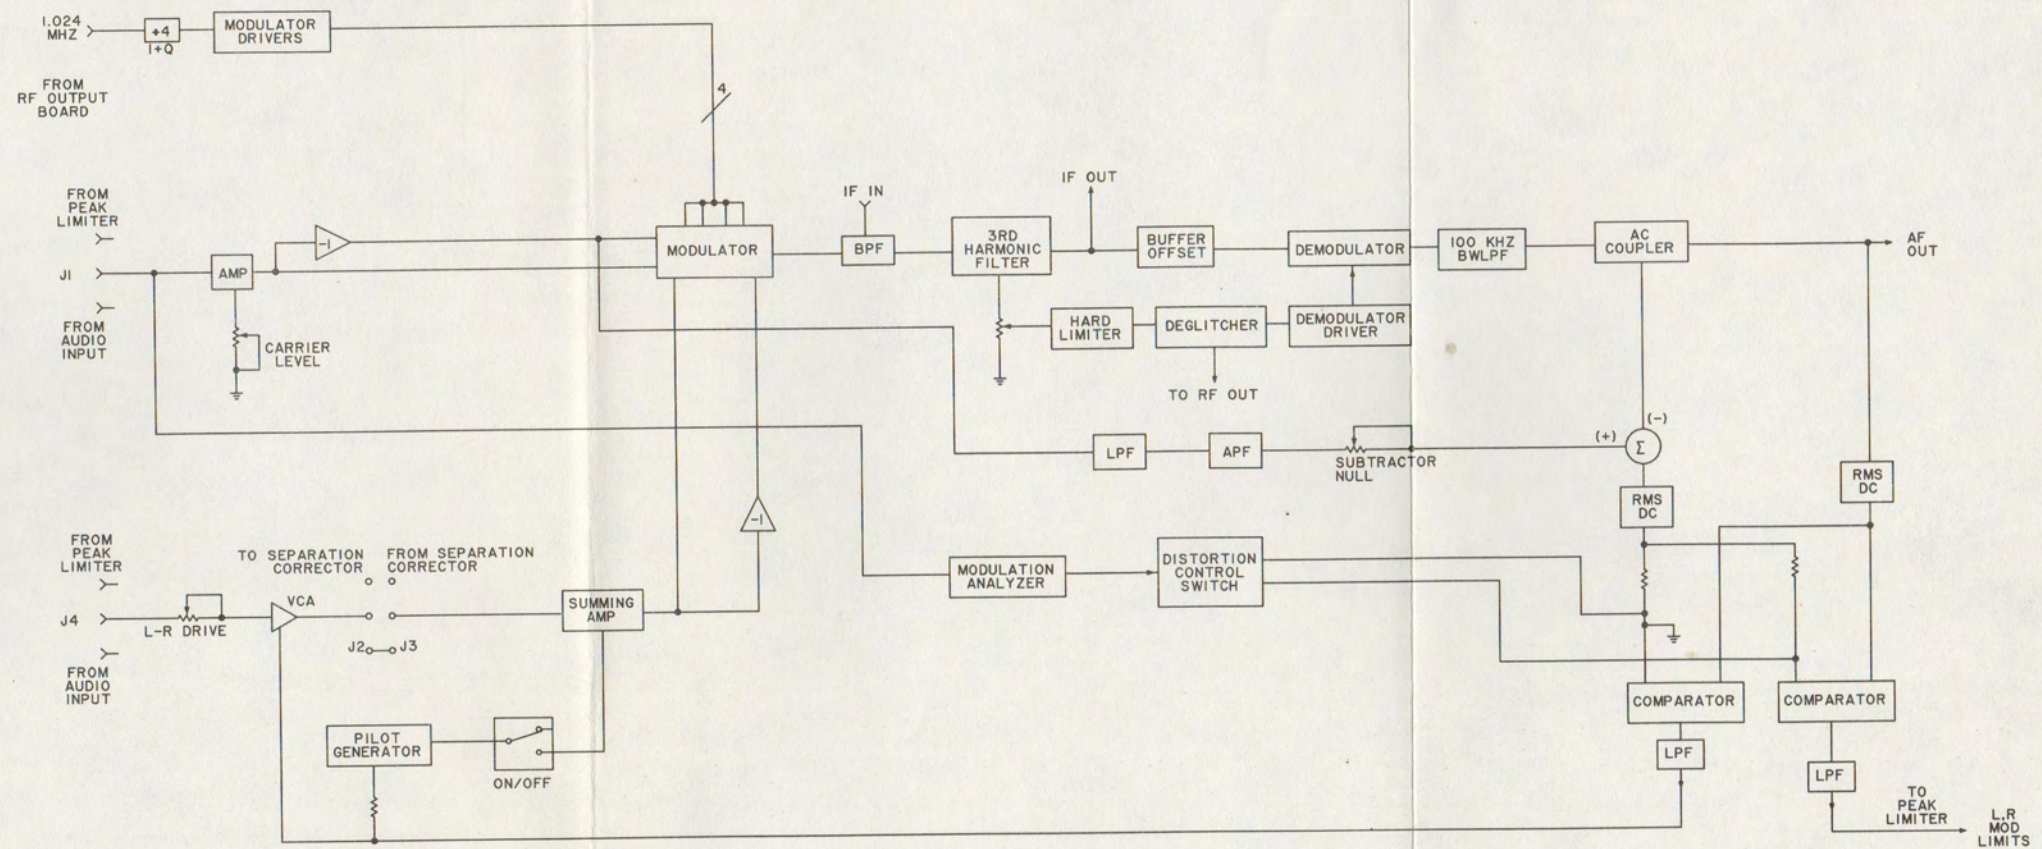 1.024
MHZ
÷4
I+Q
MODULATOR
DRIVERS
FROM
RF OUTPUT
BOARD
4
FROM
PEAK
LIMITER
J1
FROM
AUDIO
INPUT
AMP
CARRIER
LEVEL
-1
MODULATOR
IF IN
BPF
3RD
HARMONIC
FILTER
IF OUT
BUFFER
OFFSET
DEMODULATOR
100 KHZ
BWLPF
AC
COUPLER
AF
OUT
HARD
LIMITER
DEGLITCHER
DEMODULATOR
DRIVER
TO RF OUT
LPF
APF
SUBTRACTOR
NULL
(+)
(-)
Σ
RMS
DC
RMS
DC
FROM
PEAK
LIMITER
J4
FROM
AUDIO
INPUT
L-R DRIVE
VCA
TO SEPARATION
CORRECTOR
FROM SEPARATION
CORRECTOR
J2
J3
SUMMING
AMP
-1
MODULATION
ANALYZER
DISTORTION
CONTROL
SWITCH
PILOT
GENERATOR
ON/OFF
COMPARATOR
COMPARATOR
LPF
LPF
TO
PEAK
LIMITER
L,R
MOD
LIMITS